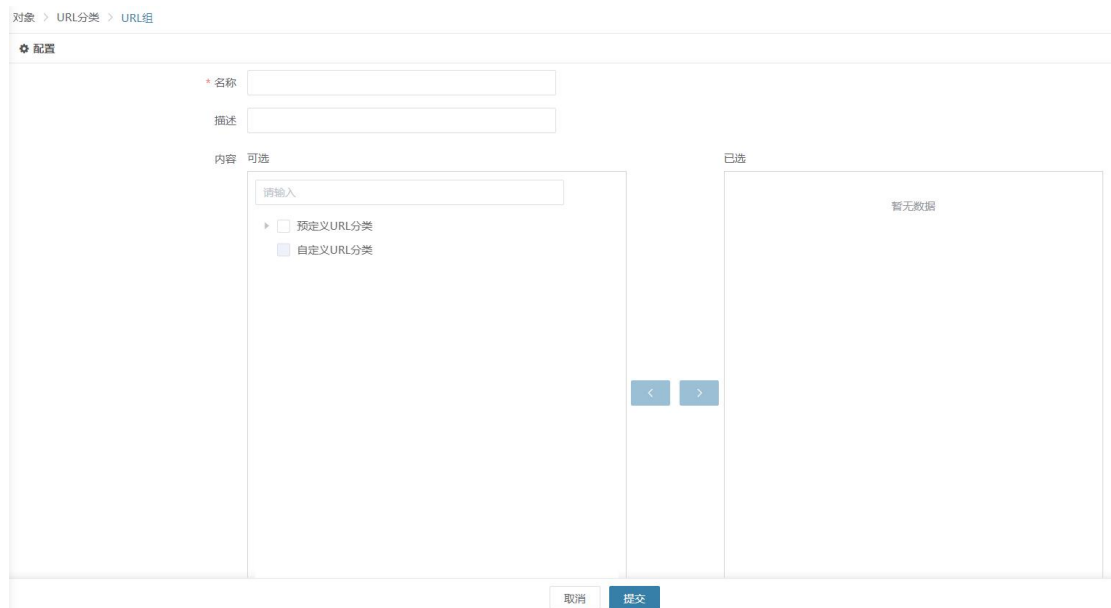 对象 > URL分类 > URL组
配置
* 名称
描述
内容 可选 已选
请输入 暂无数据
预定义URL分类
自定义URL分类
取消 提交